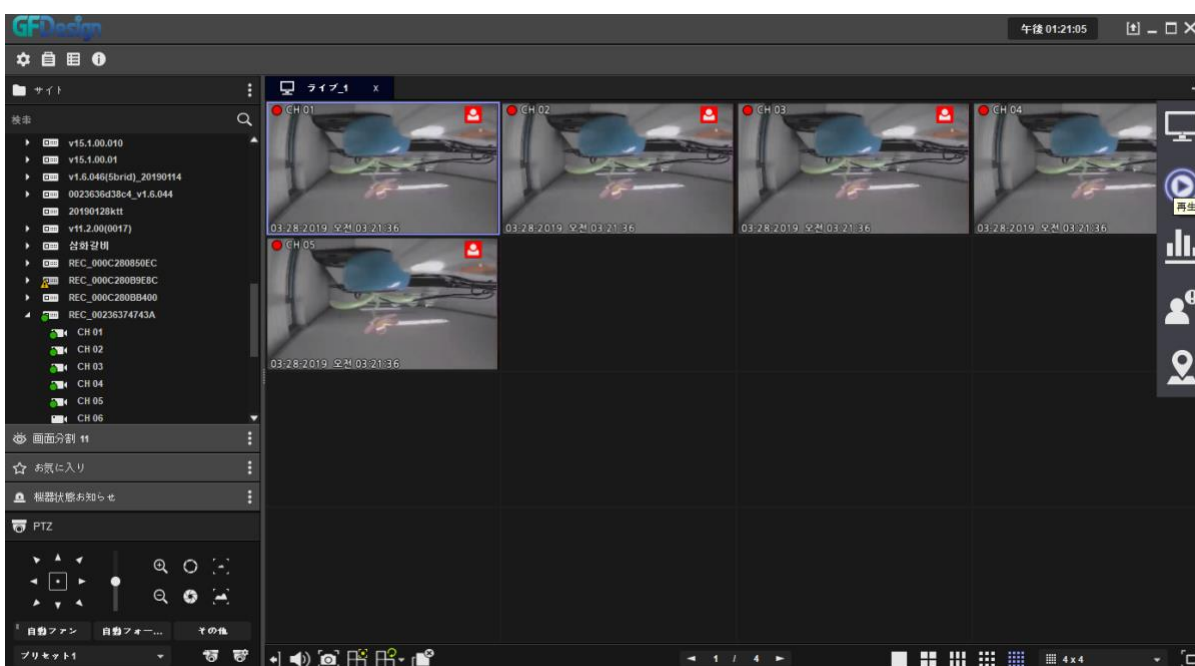 GFDesign
午後 01:21:05
サイト
ライブ_1 x
検索
v15.1.00.010
v15.1.00.01
v1.6.046(5brid)_20190114
0023636d38c4_v1.6.044
20190128ktt
v11.2.00(0017)
삼화갈비
REC_000C280850EC
REC_000C280B9E8C
REC_000C280BB400
REC_00236374743A
CH 01
CH 02
CH 03
CH 04
CH 05
CH 06
画面分割 11
お気に入り
機器状態お知らせ
PTZ
自動ファン 自動フォー... その他
プリセット1
CH 01
03-28-2019 오전 03:21:36
CH 02
03-28-2019 오전 03:21:36
CH 03
03-28-2019 오전 03:21:36
CH 04
03-28-2019 오전 03:21:36
CH 05
03-28-2019 오전 03:21:36
再生
1 / 4
4 x 4